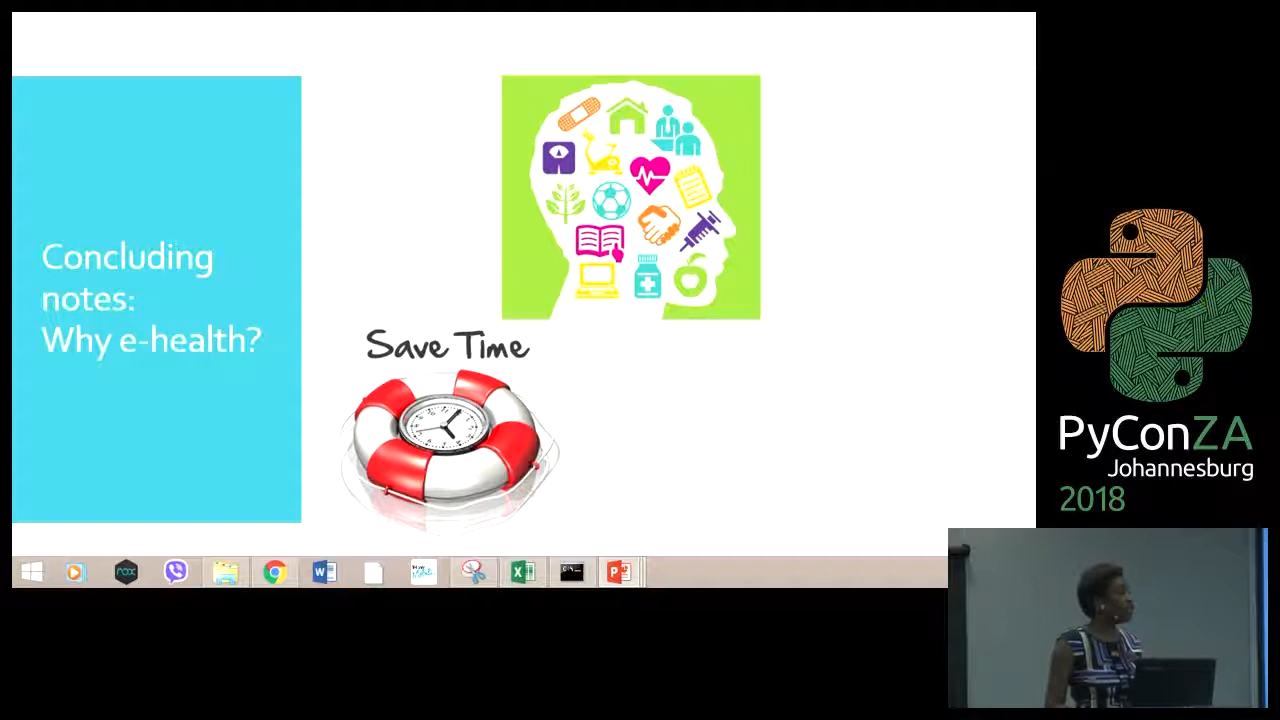 Concluding
notes:
Why e-health?
Save Time
PyConZA
Johannesburg
2018